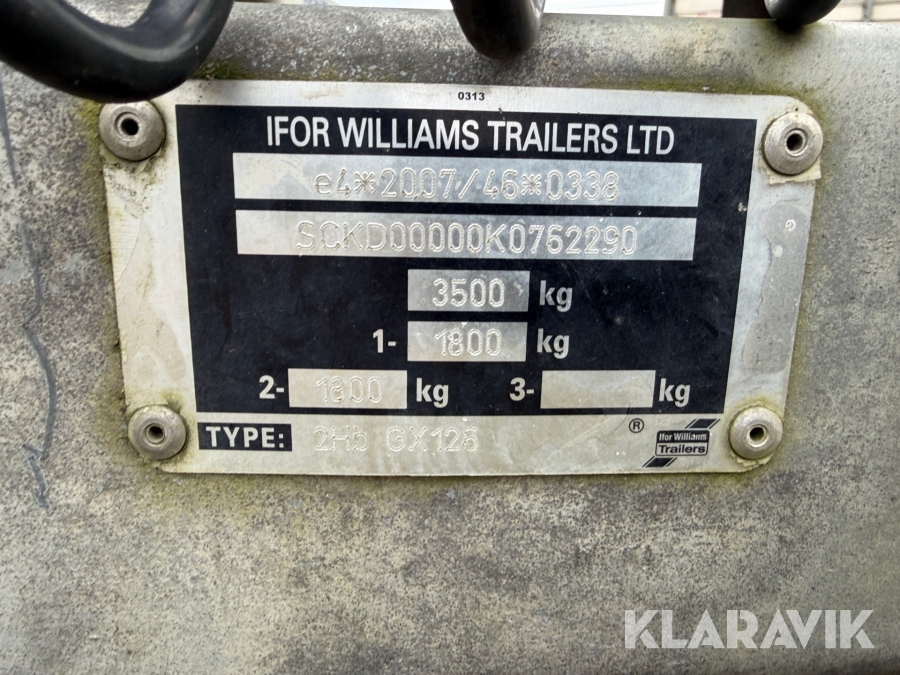 0313
IFOR WILLIAMS TRAILERS LTD
e4*2007/46*0338
SCKD00000K0762290
3500 kg
1- 1800 kg
2- 1800 kg 3- kg
TYPE: 2Hb GX126 ®
Ifor Williams
Trailers
KLARAVIK